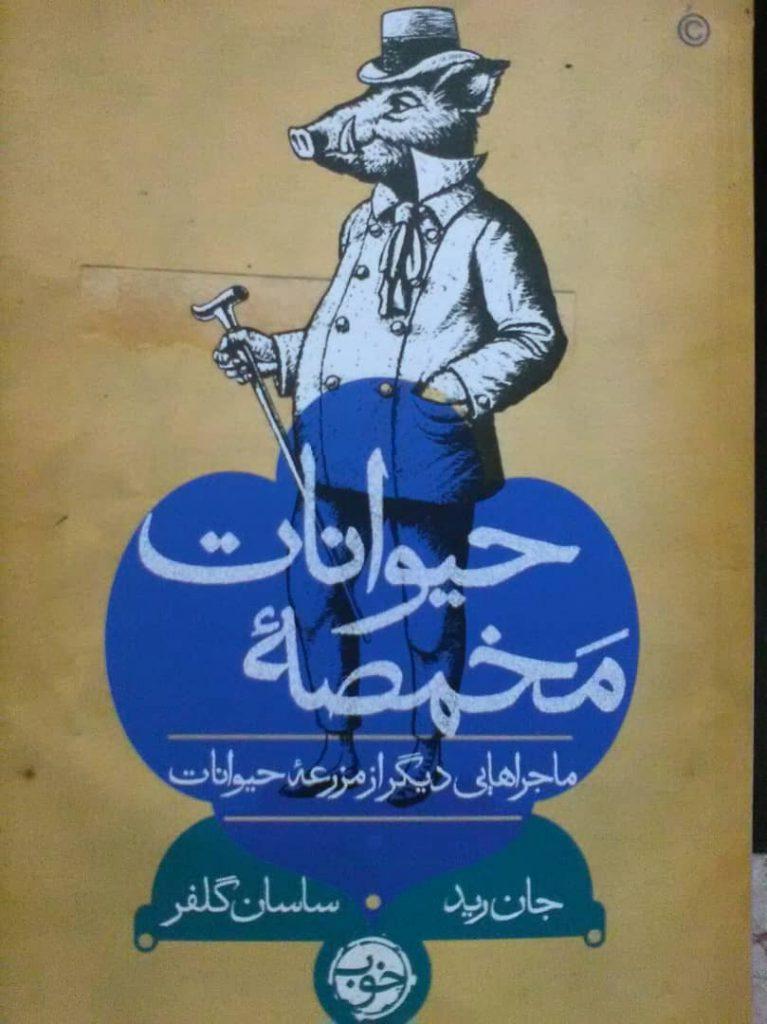 ©
مَخمصهٔ
حیوانات
ماجراهایی دیگر از مزرعهٔ حیوانات
جان رید • ساسان گلفر
خوب